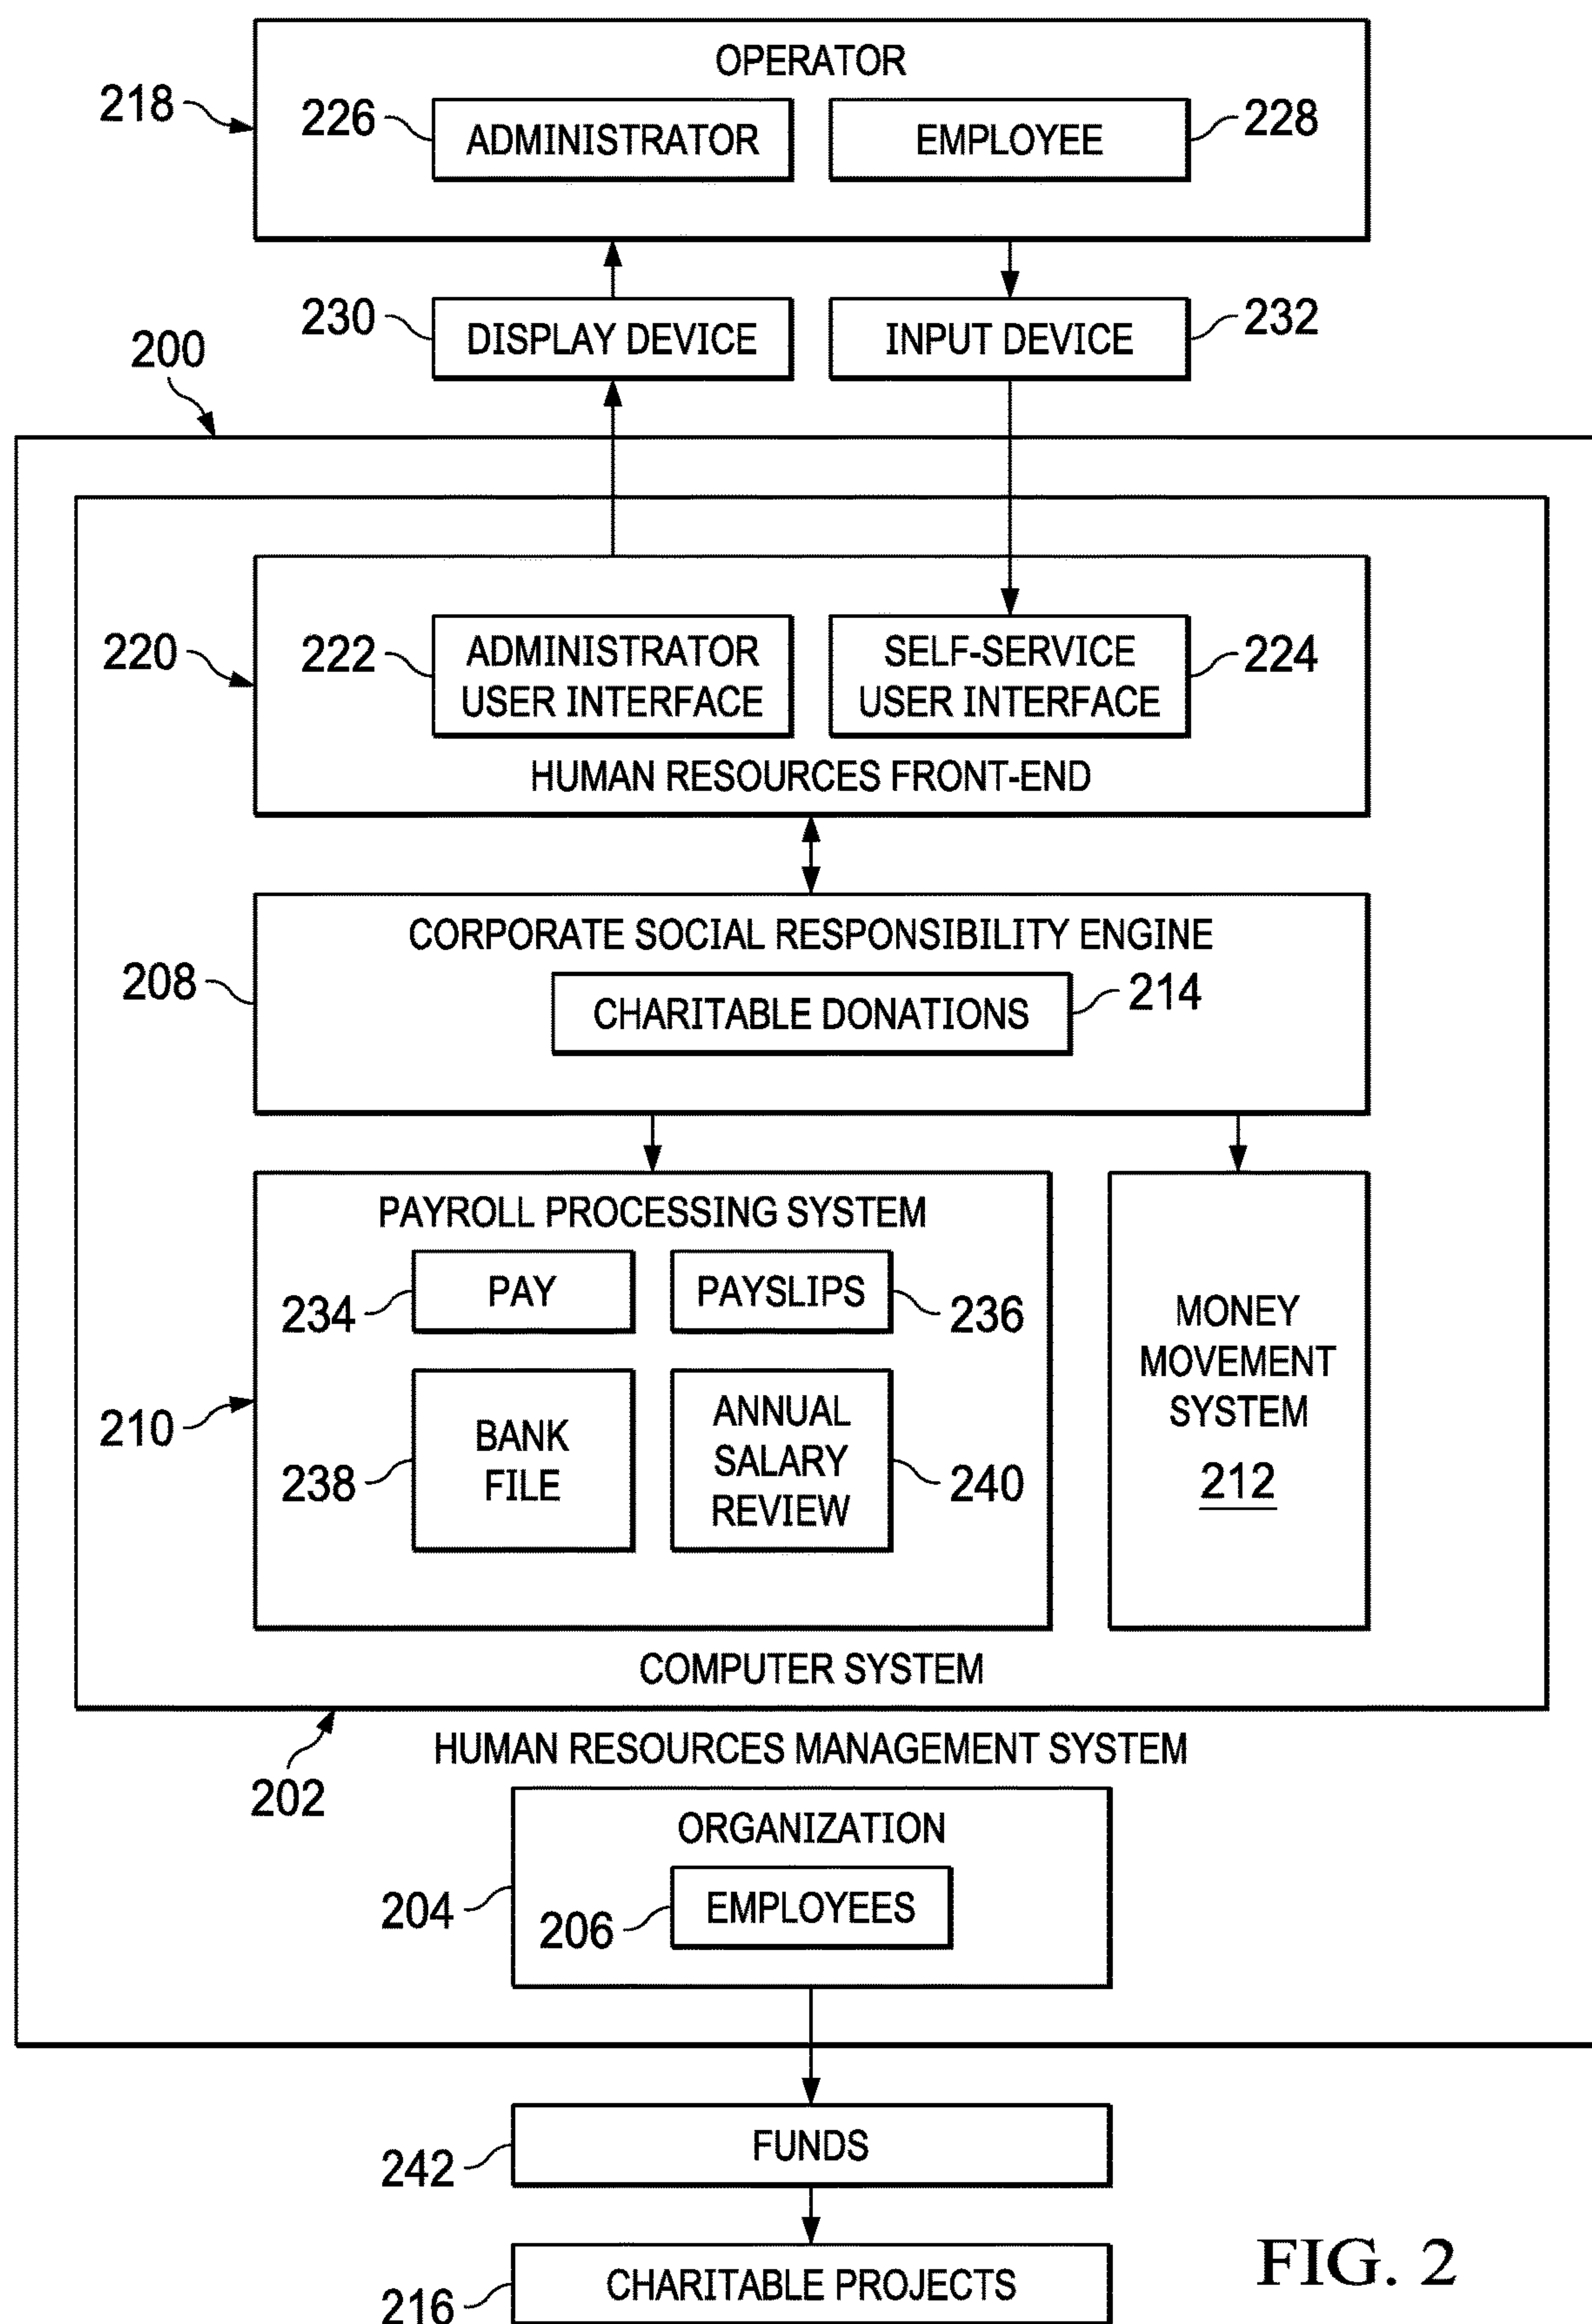 OPERATOR
218
226
ADMINISTRATOR
EMPLOYEE
228
230
DISPLAY DEVICE
INPUT DEVICE
232
200
220
222
ADMINISTRATOR
USER INTERFACE
SELF-SERVICE
USER INTERFACE
224
HUMAN RESOURCES FRONT-END
CORPORATE SOCIAL RESPONSIBILITY ENGINE
208
CHARITABLE DONATIONS
214
PAYROLL PROCESSING SYSTEM
234
PAY
PAYSLIPS
236
210
238
BANK
FILE
ANNUAL
SALARY
REVIEW
240
MONEY
MOVEMENT
SYSTEM
212
COMPUTER SYSTEM
202
HUMAN RESOURCES MANAGEMENT SYSTEM
ORGANIZATION
204
206
EMPLOYEES
242
FUNDS
216
CHARITABLE PROJECTS
FIG. 2